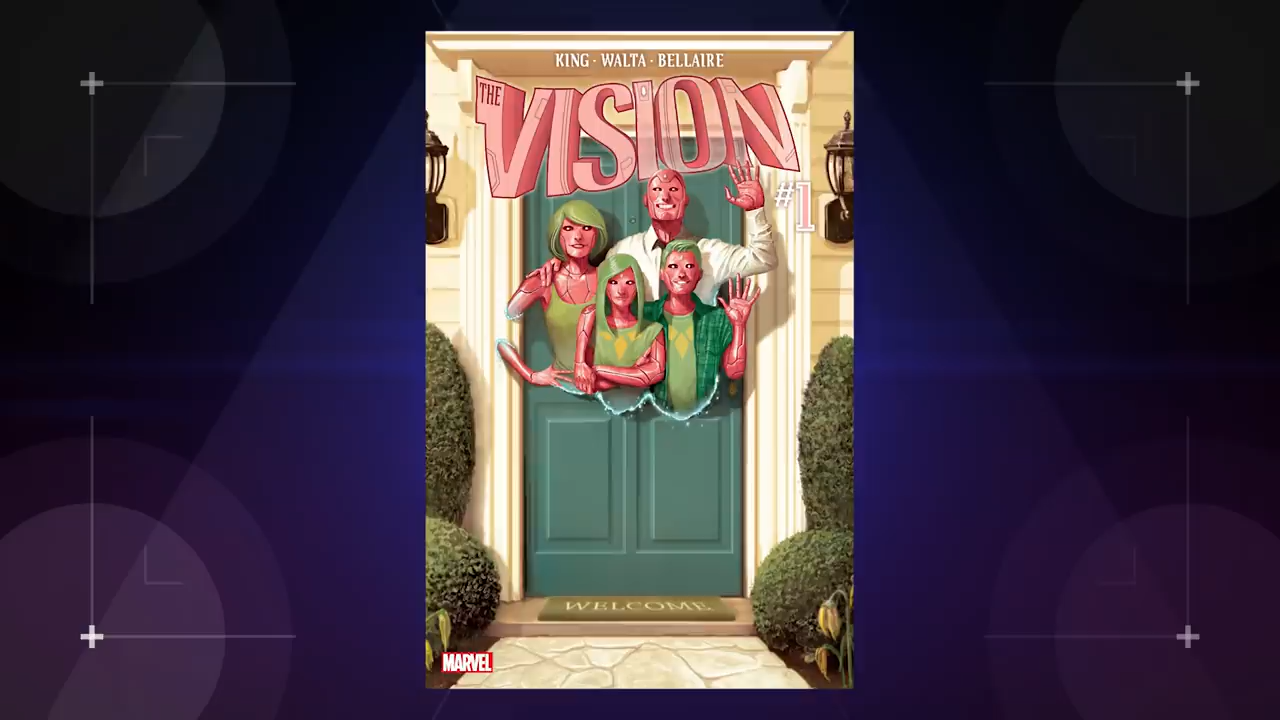 KING · WALTA · BELLAIRE
THE
VISION
#1
WELCOME
MARVEL